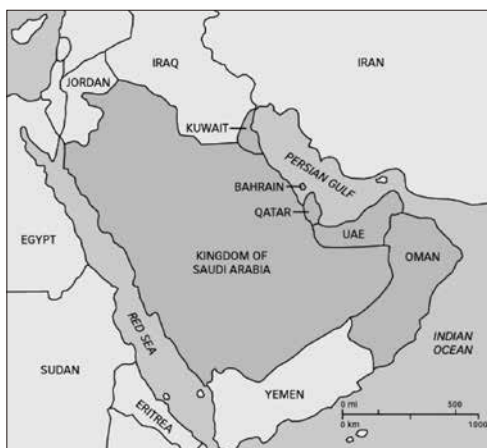 IRAQ
IRAN
JORDAN
KUWAIT
PERSIAN GULF
BAHRAIN
QATAR
EGYPT
UAE
KINGDOM OF
SAUDI ARABIA
OMAN
RED SEA
INDIAN
OCEAN
SUDAN
YEMEN
ERITREA
0 mi 500
0 km 1000